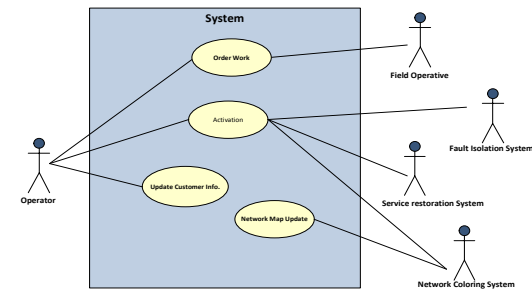 System
Order Work
Field Operative
Activation
Fault Isolation System
Operator
Update Customer Info.
Service restoration System
Network Map Update
Network Coloring System